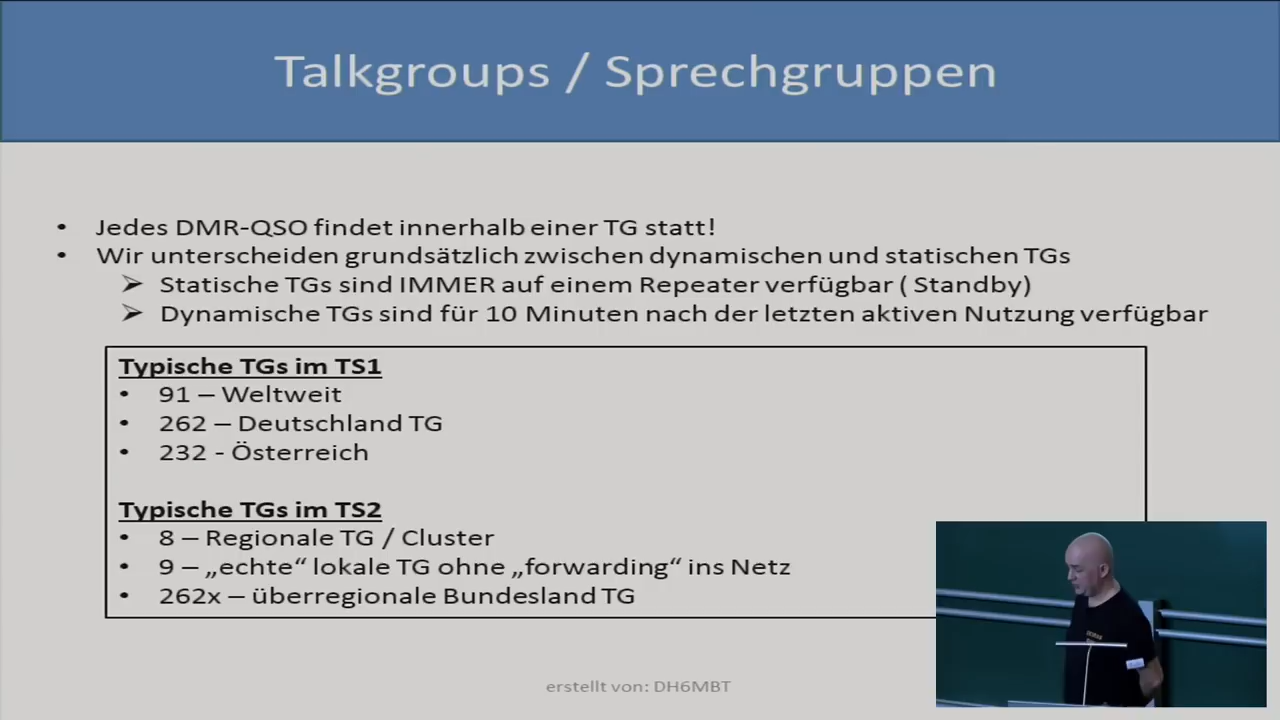 Talkgroups / Sprechgruppen
• Jedes DMR-QSO findet innerhalb einer TG statt!
• Wir unterscheiden grundsätzlich zwischen dynamischen und statischen TGs
➢ Statische TGs sind IMMER auf einem Repeater verfügbar ( Standby)
➢ Dynamische TGs sind für 10 Minuten nach der letzten aktiven Nutzung verfügbar
Typische TGs im TS1
• 91 – Weltweit
• 262 – Deutschland TG
• 232 - Österreich
Typische TGs im TS2
• 8 – Regionale TG / Cluster
• 9 – „echte“ lokale TG ohne „forwarding“ ins Netz
• 262x – überregionale Bundesland TG
erstellt von: DH6MBT